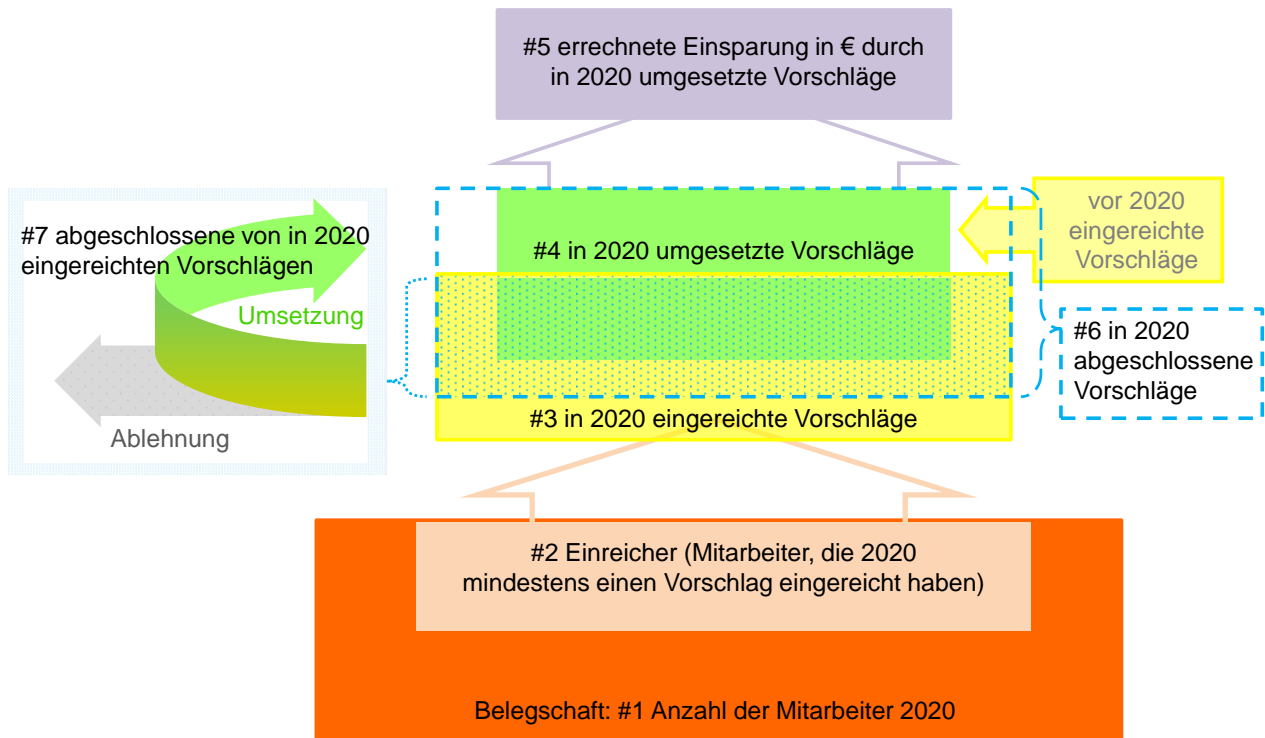 #5 errechnete Einsparung in € durch
in 2020 umgesetzte Vorschläge
#7 abgeschlossene von in 2020
eingereichten Vorschlägen
Umsetzung
Ablehnung
#4 in 2020 umgesetzte Vorschläge
vor 2020
eingereichte
Vorschläge
#6 in 2020
abgeschlossene
Vorschläge
#3 in 2020 eingereichte Vorschläge
#2 Einreicher (Mitarbeiter, die 2020
mindestens einen Vorschlag eingereicht haben)
Belegschaft: #1 Anzahl der Mitarbeiter 2020